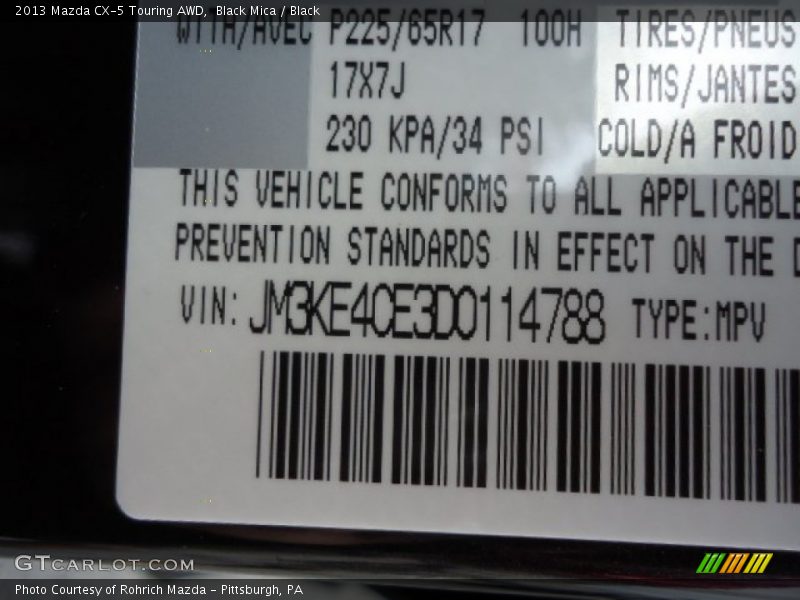 2013 Mazda CX-5 Touring AWD, Black Mica / Black
WITH/AVEC P225/65R17 100H TIRES/PNEUS
17X7J RIMS/JANTES
230 KPA/34 PSI COLD/A FROID
THIS VEHICLE CONFORMS TO ALL APPLICABLE
PREVENTION STANDARDS IN EFFECT ON THE D
VIN: JM3KE4CE3D0114788 TYPE:MPV
GTCARLOT.COM
Photo Courtesy of Rohrich Mazda - Pittsburgh, PA